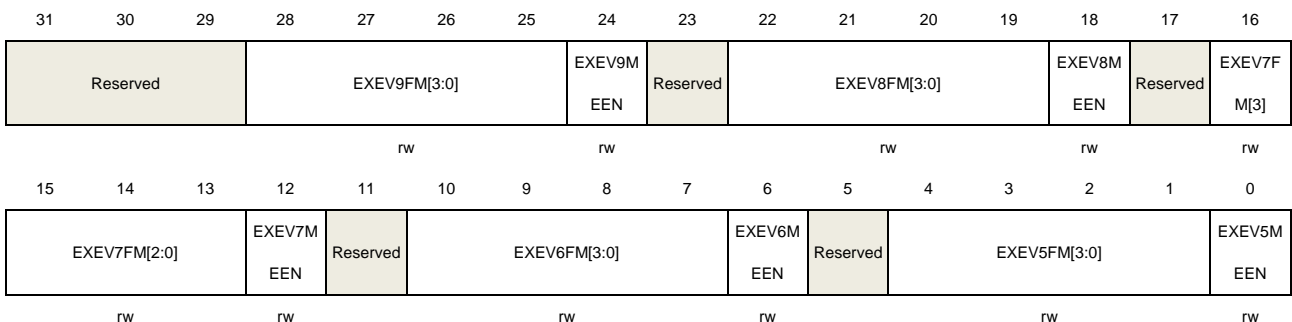 31 30 29 28 27 26 25 24 23 22 21 20 19 18 17 16
Reserved EXEV9FM[3:0] EXEV9M EEN Reserved EXEV8FM[3:0] EXEV8M EEN Reserved EXEV7F M[3]
rw rw rw rw rw
15 14 13 12 11 10 9 8 7 6 5 4 3 2 1 0
EXEV7FM[2:0] EXEV7M EEN Reserved EXEV6FM[3:0] EXEV6M EEN Reserved EXEV5FM[3:0] EXEV5M EEN
rw rw rw rw rw rw